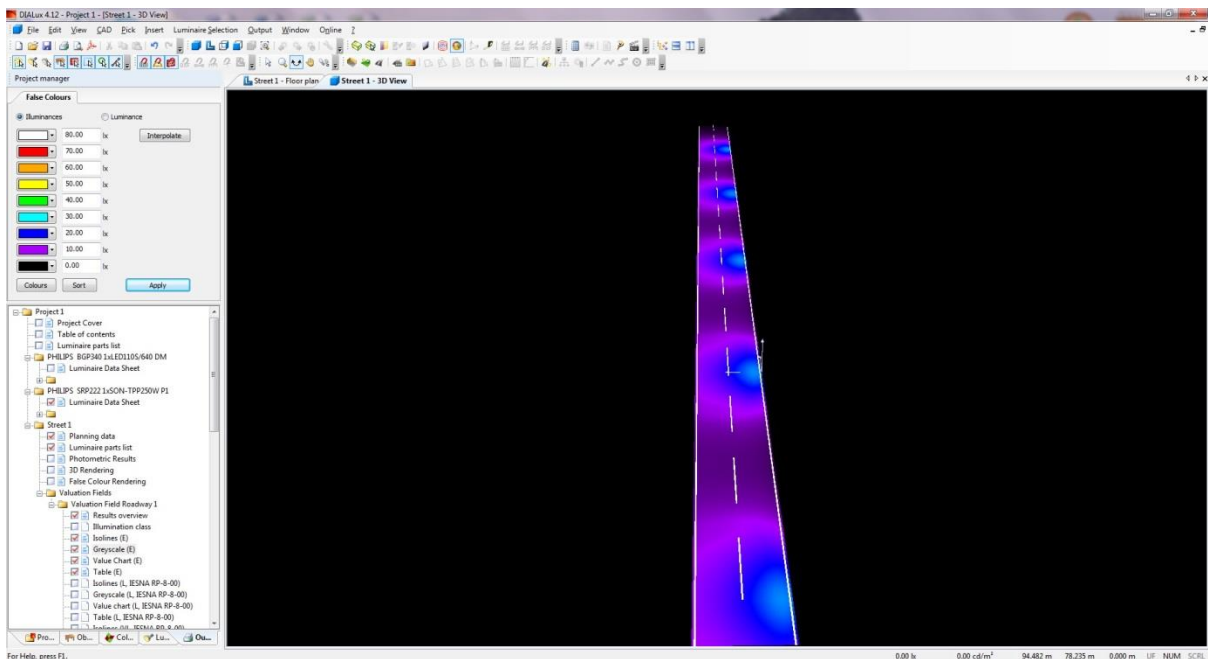 DIALux 4.12 - Project 1 - [Street 1 - 3D View]
File Edit View CAD Pick Insert Luminaire Selection Output Window Online ?
Project manager
Street 1 - Floor plan
Street 1 - 3D View
False Colours
Illuminances
Luminance
80.00 lx
Interpolate
70.00 lx
60.00 lx
50.00 lx
40.00 lx
30.00 lx
20.00 lx
10.00 lx
0.00 lx
Colours
Sort
Apply
Project 1
Project Cover
Table of contents
Luminaire parts list
PHILIPS BGP340 1xLED110S/640 DM
Luminaire Data Sheet
PHILIPS SRP222 1xSON-TPP250W P1
Luminaire Data Sheet
Street 1
Planning data
Luminaire parts list
Photometric Results
3D Rendering
False Colour Rendering
Valuation Fields
Valuation Field Roadway 1
Results overview
Illumination class
Isolines (E)
Greyscale (E)
Value Chart (E)
Table (E)
Isolines (L, IESNA RP-8-00)
Greyscale (L, IESNA RP-8-00)
Value chart (L, IESNA RP-8-00)
Table (L, IESNA RP-8-00)
Pro... Ob... Col... Lu... Ou...
For Help, press F1.
0.00 lx 0.00 cd/m² 94.482 m 78.235 m 0.000 m UF NUM SCRL